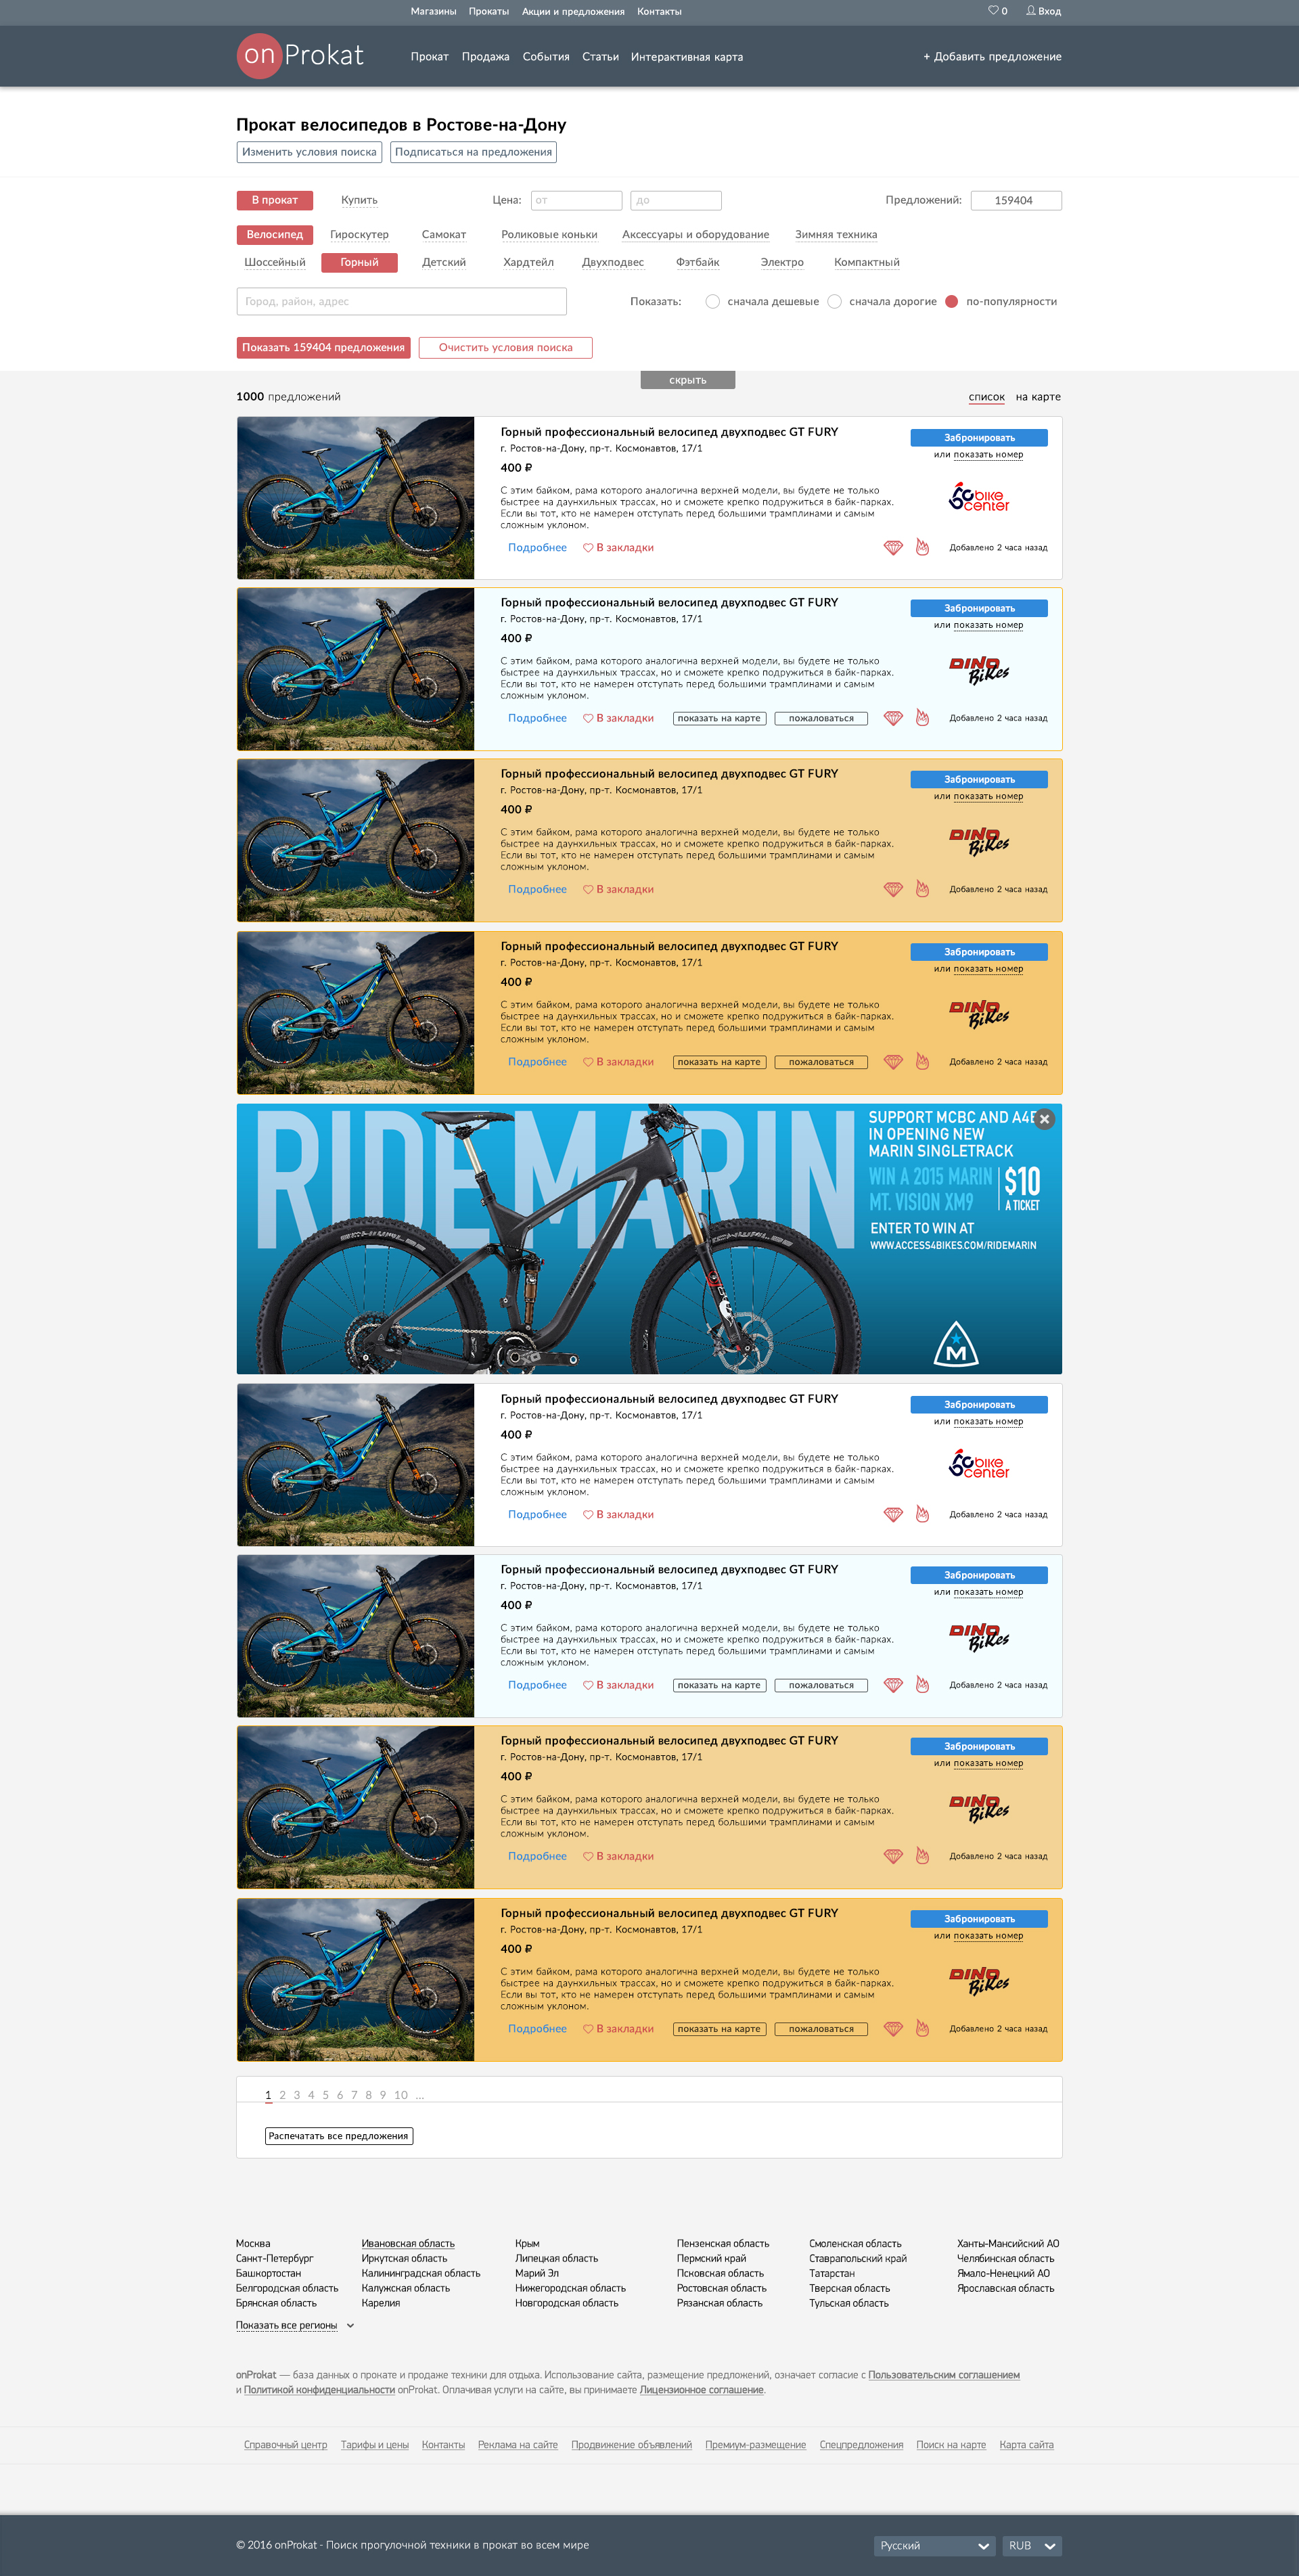 Магазины Прокаты Акции и предложения Контакты 0 Вход
onProkat Прокат Продажа События Статьи Интерактивная карта + Добавить предложение
Прокат велосипедов в Ростове-на-Дону
Изменить условия поиска Подписаться на предложения
В прокат Купить Цена: от до Предложений: 159404
Велосипед Гироскутер Самокат Роликовые коньки Аксессуары и оборудование Зимняя техника
Шоссейный Горный Детский Хардтейл Двухподвес Фэтбайк Электро Компактный
Город, район, адрес Показать: сначала дешевые сначала дорогие по-популярности
Показать 159404 предложения Очистить условия поиска
скрыть
1000 предложений список на карте
Горный профессиональный велосипед двухподвес GT FURY Забронировать
г. Ростов-на-Дону, пр-т. Космонавтов, 17/1 или показать номер
400 ₽
С этим байком, рама которого аналогична верхней модели, вы будете не только
быстрее на даунхильных трассах, но и сможете крепко подружиться в байк-парках.
Если вы тот, кто не намерен отступать перед большими трамплинами и самым
сложным уклоном.
bike center
Подробнее В закладки Добавлено 2 часа назад
Горный профессиональный велосипед двухподвес GT FURY Забронировать
г. Ростов-на-Дону, пр-т. Космонавтов, 17/1 или показать номер
400 ₽
С этим байком, рама которого аналогична верхней модели, вы будете не только
быстрее на даунхильных трассах, но и сможете крепко подружиться в байк-парках.
Если вы тот, кто не намерен отступать перед большими трамплинами и самым
сложным уклоном.
DINO Bikes
Подробнее В закладки показать на карте пожаловаться Добавлено 2 часа назад
Горный профессиональный велосипед двухподвес GT FURY Забронировать
г. Ростов-на-Дону, пр-т. Космонавтов, 17/1 или показать номер
400 ₽
С этим байком, рама которого аналогична верхней модели, вы будете не только
быстрее на даунхильных трассах, но и сможете крепко подружиться в байк-парках.
Если вы тот, кто не намерен отступать перед большими трамплинами и самым
сложным уклоном.
DINO Bikes
Подробнее В закладки Добавлено 2 часа назад
Горный профессиональный велосипед двухподвес GT FURY Забронировать
г. Ростов-на-Дону, пр-т. Космонавтов, 17/1 или показать номер
400 ₽
С этим байком, рама которого аналогична верхней модели, вы будете не только
быстрее на даунхильных трассах, но и сможете крепко подружиться в байк-парках.
Если вы тот, кто не намерен отступать перед большими трамплинами и самым
сложным уклоном.
DINO Bikes
Подробнее В закладки показать на карте пожаловаться Добавлено 2 часа назад
RIDEMARIN
SUPPORT MCBC AND A4B
IN OPENING NEW
MARIN SINGLETRACK
WIN A 2015 MARIN
MT. VISION XM9
$10
A TICKET
ENTER TO WIN AT
WWW.ACCESS4BIKES.COM/RIDEMARIN
M
Горный профессиональный велосипед двухподвес GT FURY Забронировать
г. Ростов-на-Дону, пр-т. Космонавтов, 17/1 или показать номер
400 ₽
С этим байком, рама которого аналогична верхней модели, вы будете не только
быстрее на даунхильных трассах, но и сможете крепко подружиться в байк-парках.
Если вы тот, кто не намерен отступать перед большими трамплинами и самым
сложным уклоном.
bike center
Подробнее В закладки Добавлено 2 часа назад
Горный профессиональный велосипед двухподвес GT FURY Забронировать
г. Ростов-на-Дону, пр-т. Космонавтов, 17/1 или показать номер
400 ₽
С этим байком, рама которого аналогична верхней модели, вы будете не только
быстрее на даунхильных трассах, но и сможете крепко подружиться в байк-парках.
Если вы тот, кто не намерен отступать перед большими трамплинами и самым
сложным уклоном.
DINO Bikes
Подробнее В закладки показать на карте пожаловаться Добавлено 2 часа назад
Горный профессиональный велосипед двухподвес GT FURY Забронировать
г. Ростов-на-Дону, пр-т. Космонавтов, 17/1 или показать номер
400 ₽
С этим байком, рама которого аналогична верхней модели, вы будете не только
быстрее на даунхильных трассах, но и сможете крепко подружиться в байк-парках.
Если вы тот, кто не намерен отступать перед большими трамплинами и самым
сложным уклоном.
DINO Bikes
Подробнее В закладки Добавлено 2 часа назад
Горный профессиональный велосипед двухподвес GT FURY Забронировать
г. Ростов-на-Дону, пр-т. Космонавтов, 17/1 или показать номер
400 ₽
С этим байком, рама которого аналогична верхней модели, вы будете не только
быстрее на даунхильных трассах, но и сможете крепко подружиться в байк-парках.
Если вы тот, кто не намерен отступать перед большими трамплинами и самым
сложным уклоном.
DINO Bikes
Подробнее В закладки показать на карте пожаловаться Добавлено 2 часа назад
1 2 3 4 5 6 7 8 9 10 ...
Распечатать все предложения
Москва Ивановская область Крым Пензенская область Смоленская область Ханты-Мансийский АО
Санкт-Петербург Иркутская область Липецкая область Пермский край Ставрапольский край Челябинская область
Башкортостан Калининградская область Марий Эл Псковская область Татарстан Ямало-Ненецкий АО
Белгородская область Калужская область Нижегородская область Ростовская область Тверская область Ярославская область
Брянская область Карелия Новгородская область Рязанская область Тульская область
Показать все регионы
onProkat — база данных о прокате и продаже техники для отдыха. Использование сайта, размещение предложений, означает согласие с Пользовательским соглашением
и Политикой конфиденциальности onProkat. Оплачивая услуги на сайте, вы принимаете Лицензионное соглашение.
Справочный центр Тарифы и цены Контакты Реклама на сайте Продвижение объявлений Премиум-размещение Спецпредложения Поиск на карте Карта сайта
© 2016 onProkat - Поиск прогулочной техники в прокат во всем мире Русский RUB